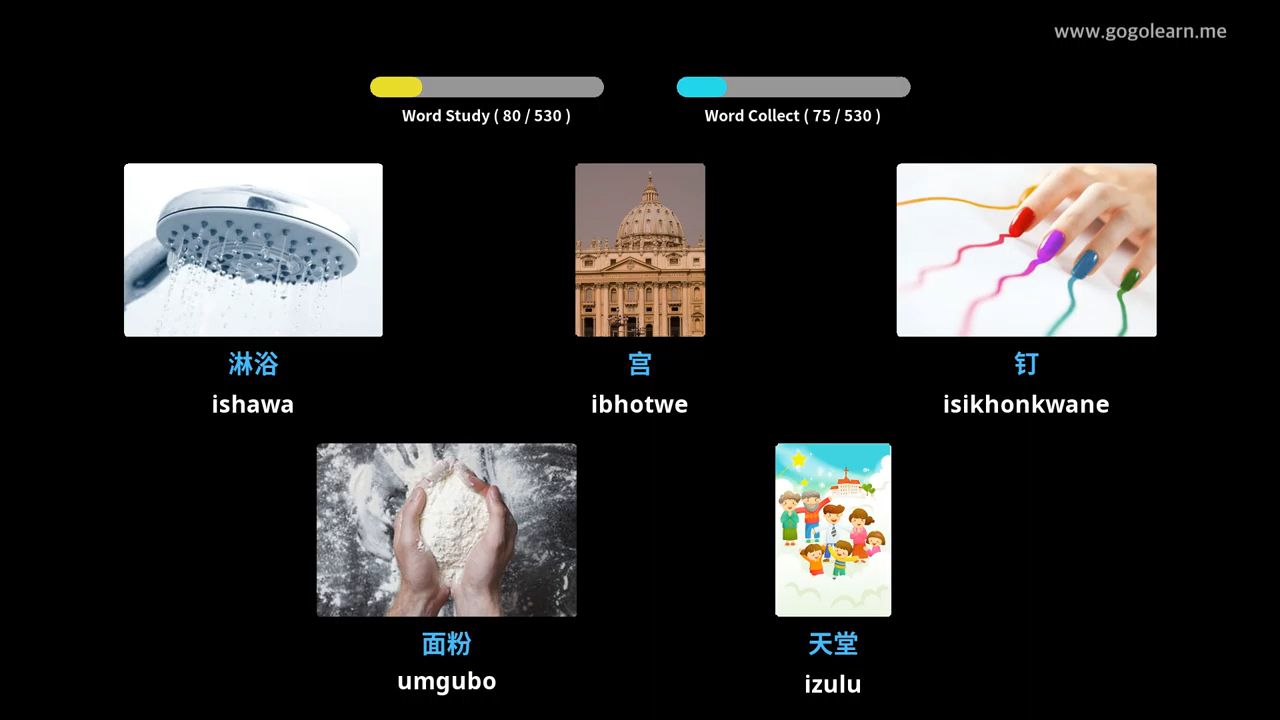 www.gogolearn.me
Word Study ( 80 / 530 )
Word Collect ( 75 / 530 )
淋浴
宫
钉
ishawa
ibhotwe
isikhonkwane
面粉
天堂
umgubo
izulu